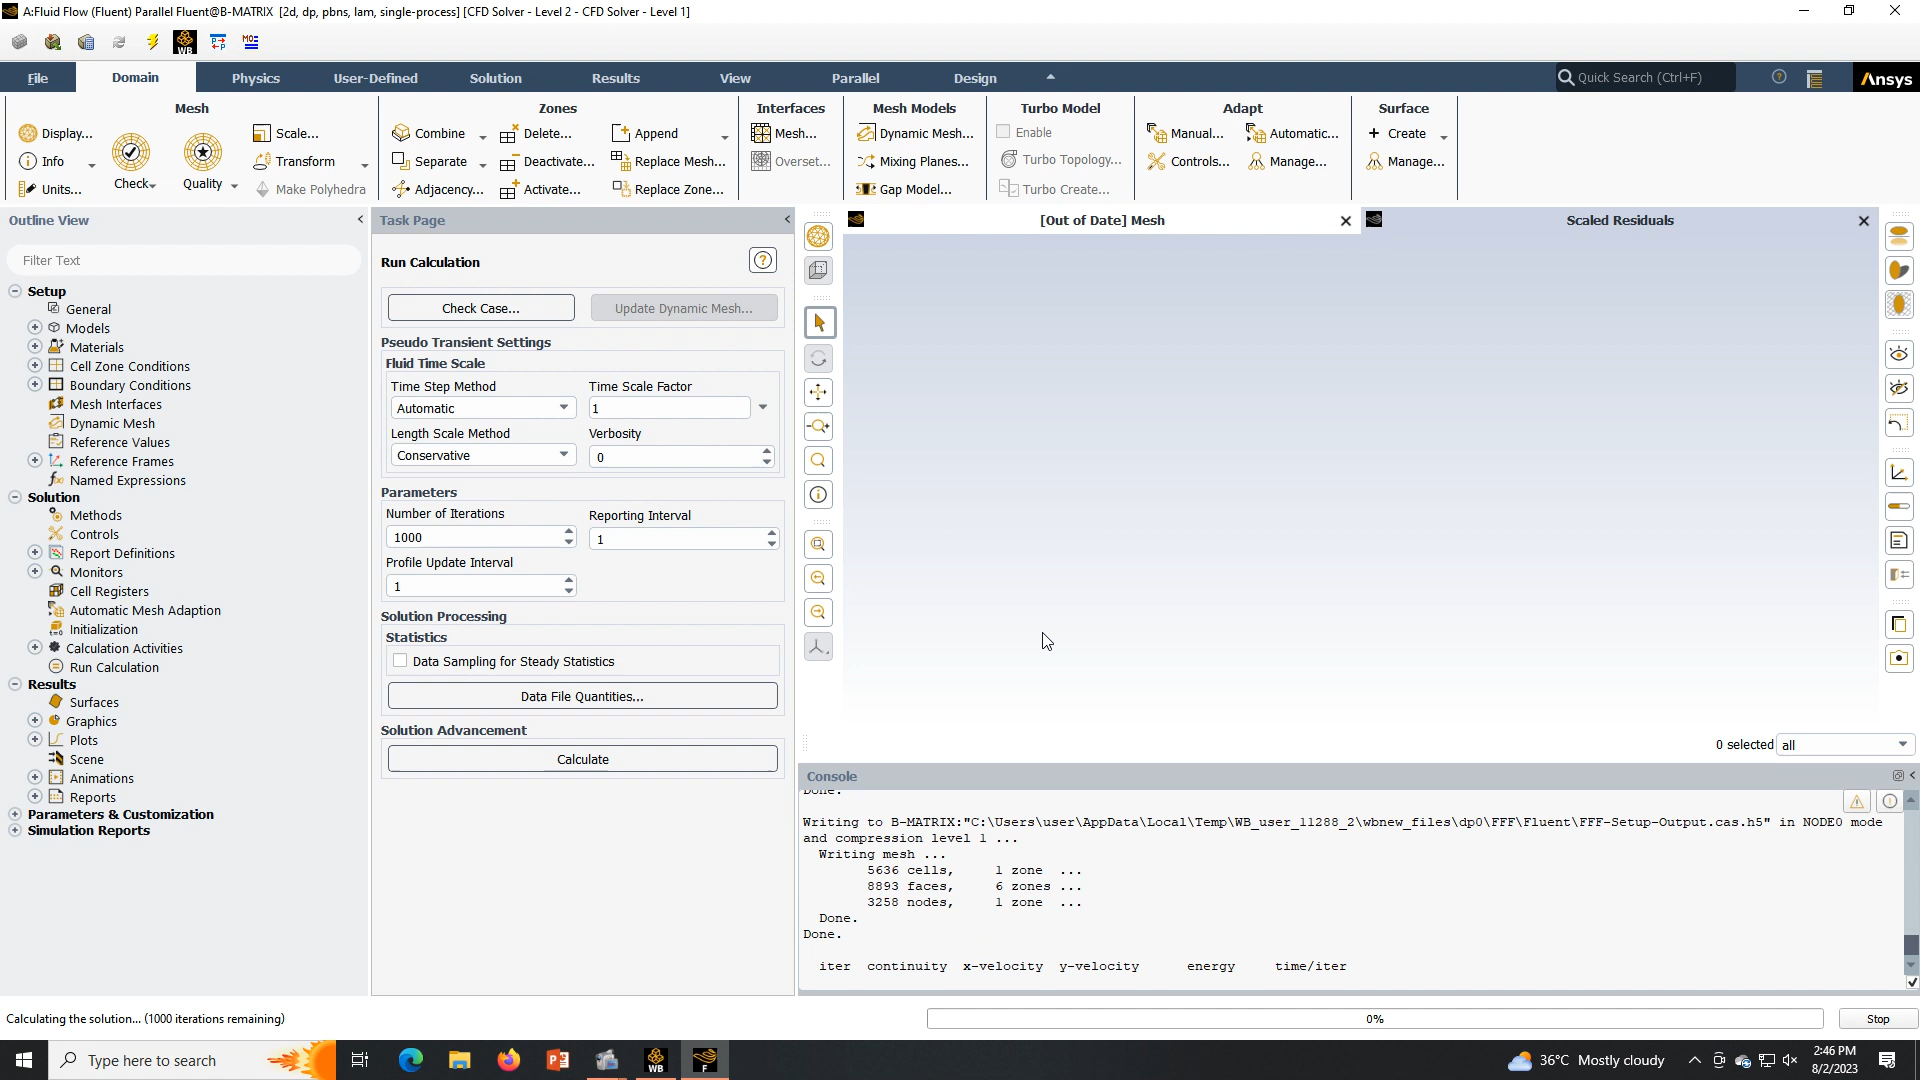 A:Fluid Flow (Fluent) Parallel Fluent@B-MATRIX [2d, dp, pbns, lam, single-process] [CFD Solver - Level 2 - CFD Solver - Level 1]
WB
File Domain Physics User-Defined Solution Results View Parallel Design Quick Search (Ctrl+F) Ansys
Mesh Zones Interfaces Mesh Models Turbo Model Adapt Surface
Display... Scale... Combine Delete... Append Mesh... Dynamic Mesh... Enable Manual... Automatic... Create
Info Transform Separate Deactivate... Replace Mesh... Overset... Mixing Planes... Turbo Topology... Controls... Manage... Manage...
Units... Check Quality Make Polyhedra Adjacency... Activate... Replace Zone... Gap Model... Turbo Create...
Outline View
Filter Text
Setup
General
Models
Materials
Cell Zone Conditions
Boundary Conditions
Mesh Interfaces
Dynamic Mesh
Reference Values
Reference Frames
Named Expressions
Solution
Methods
Controls
Report Definitions
Monitors
Cell Registers
Automatic Mesh Adaption
Initialization
Calculation Activities
Run Calculation
Results
Surfaces
Graphics
Plots
Scene
Animations
Reports
Parameters & Customization
Simulation Reports
Task Page
Run Calculation
Check Case... Update Dynamic Mesh...
Pseudo Transient Settings
Fluid Time Scale
Time Step Method Time Scale Factor
Automatic 1
Length Scale Method Verbosity
Conservative 0
Parameters
Number of Iterations Reporting Interval
1000 1
Profile Update Interval
1
Solution Processing
Statistics
Data Sampling for Steady Statistics
Data File Quantities...
Solution Advancement
Calculate
[Out of Date] Mesh Scaled Residuals
0 selected all
Console
Done.
Writing to B-MATRIX:"C:\Users\user\AppData\Local\Temp\WB_user_11288_2\wbnew_files\dp0\FFF\Fluent\FFF-Setup-Output.cas.h5" in NODE0 mode
and compression level 1 ...
Writing mesh ...
5636 cells, 1 zone ...
8893 faces, 6 zones ...
3258 nodes, 1 zone ...
Done.
Done.
iter continuity x-velocity y-velocity energy time/iter
Calculating the solution... (1000 iterations remaining) 0% Stop
Type here to search WB F 36°C Mostly cloudy 2:46 PM
8/2/2023